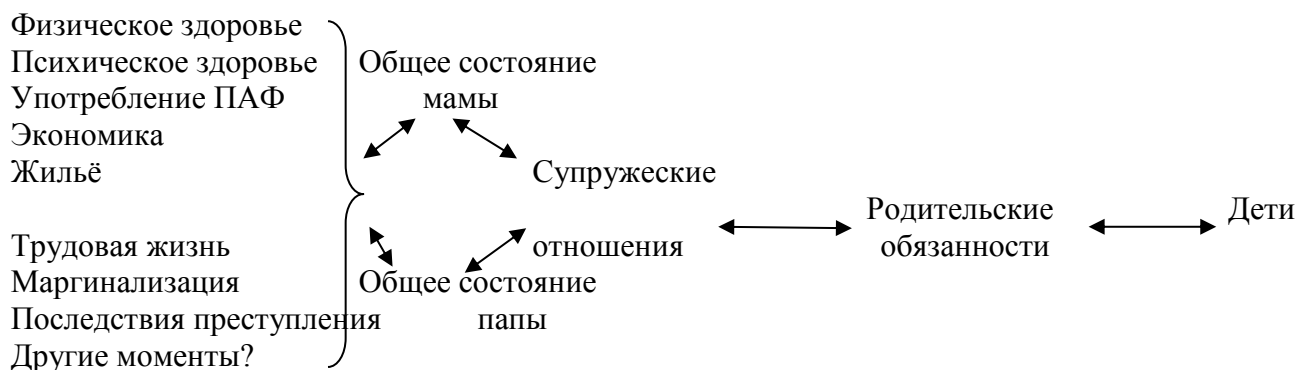 Физическое здоровье
Психическое здоровье
Употребление ПАФ
Экономика
Жильё
Трудовая жизнь
Маргинализация
Последствия преступления
Другие моменты?
Общее состояние
мамы
Супружеские
отношения
Общее состояние
папы
Родительские
обязанности
Дети